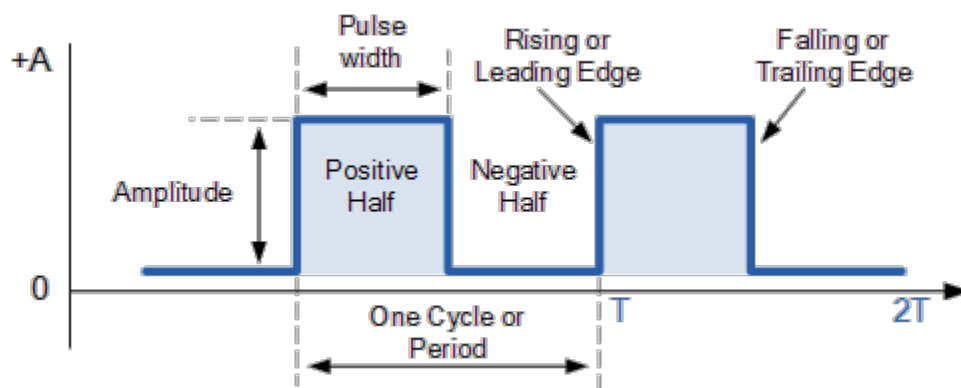 +A
Pulse
width
Rising or
Leading Edge
Falling or
Trailing Edge
Amplitude
Positive
Half
Negative
Half
0
T
2T
One Cycle or
Period